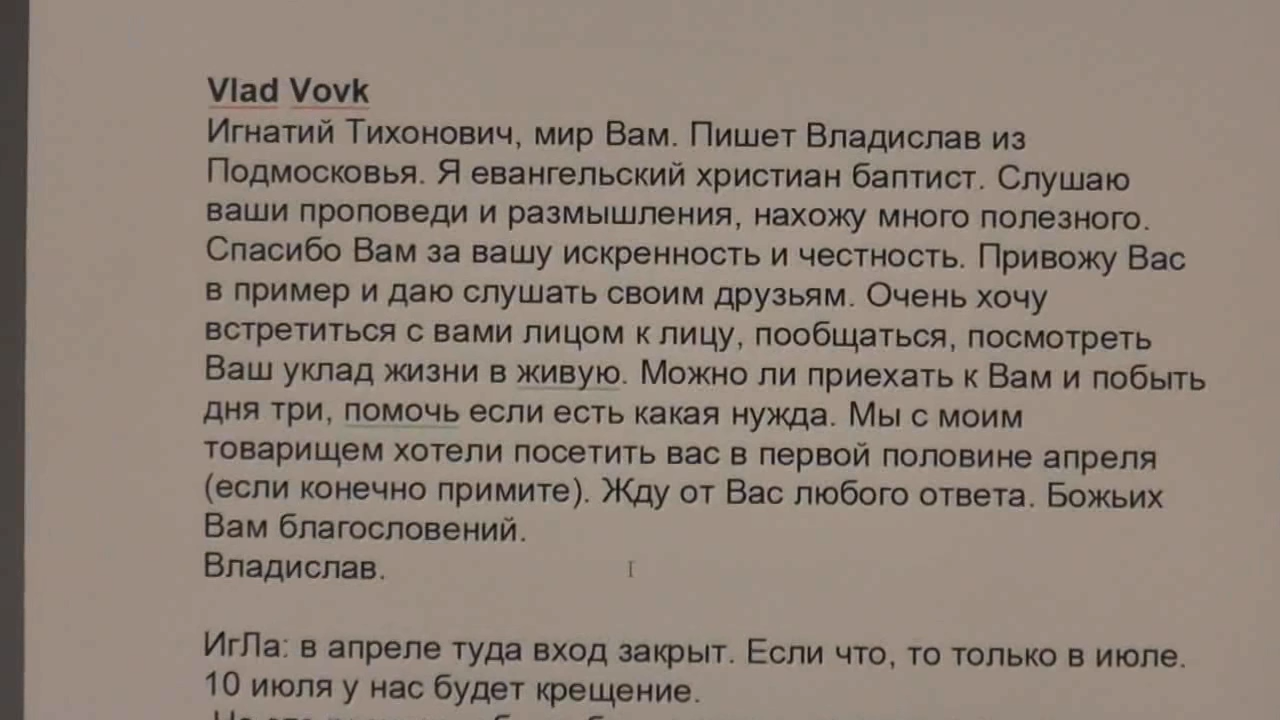 Vlad Vovk
Игнатий Тихонович, мир Вам. Пишет Владислав из
Подмосковья. Я евангельский христиан баптист. Слушаю
ваши проповеди и размышления, нахожу много полезного.
Спасибо Вам за вашу искренность и честность. Привожу Вас
в пример и даю слушать своим друзьям. Очень хочу
встретиться с вами лицом к лицу, пообщаться, посмотреть
Ваш уклад жизни в живую. Можно ли приехать к Вам и побыть
дня три, помочь если есть какая нужда. Мы с моим
товарищем хотели посетить вас в первой половине апреля
(если конечно примите). Жду от Вас любого ответа. Божьих
Вам благословений.
Владислав.
ИгЛа: в апреле туда вход закрыт. Если что, то только в июле.
10 июля у нас будет крещение.